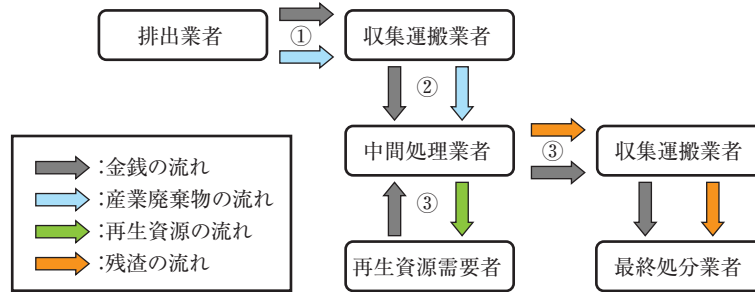 排出業者
①
収集運搬業者
②
中間処理業者
③
収集運搬業者
③
再生資源需要者
最終処分業者
:金銭の流れ
:産業廃棄物の流れ
:再生資源の流れ
:残渣の流れ